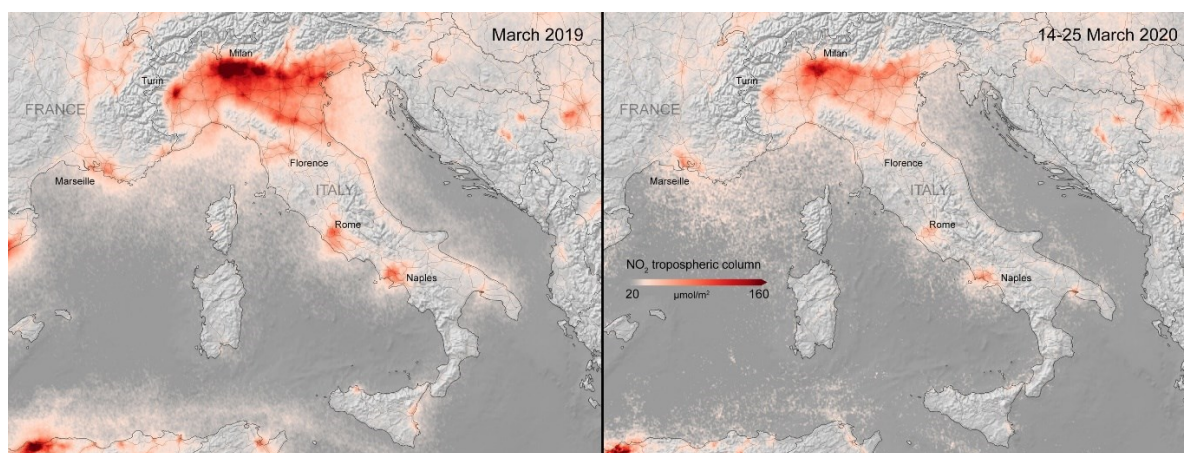 March 2019
Milan
Turin
FRANCE
Florence
Marseille
ITALY
Rome
Naples
14-25 March 2020
Milan
Turin
FRANCE
Florence
Marseille
ITALY
Rome
NO₂ tropospheric column
20 μmol/m² 160
Naples